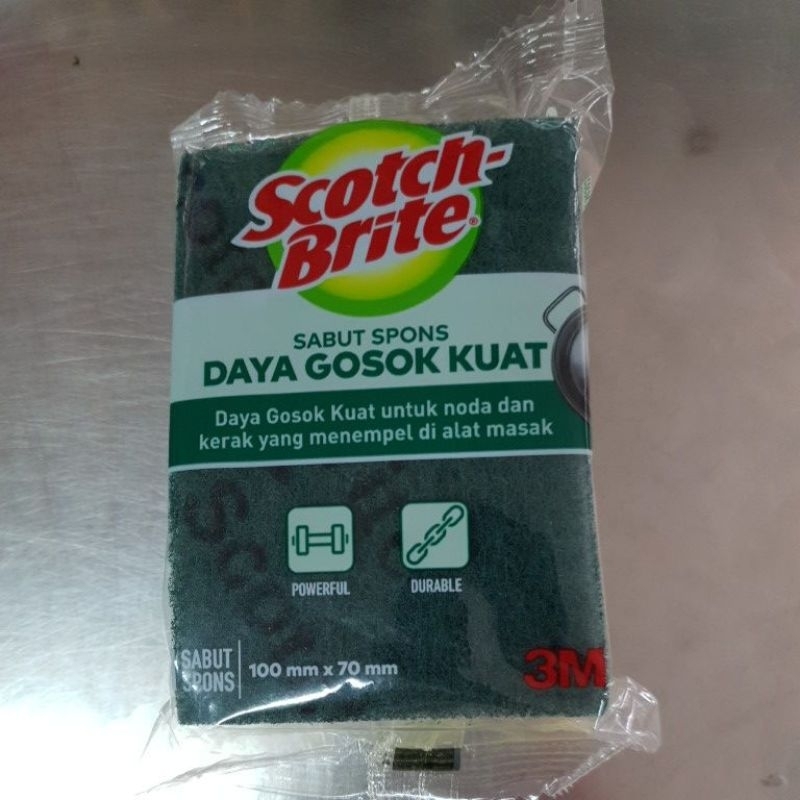 Scotch-
Brite®
SABUT SPONS
DAYA GOSOK KUAT
Daya Gosok Kuat untuk noda dan
kerak yang menempel di alat masak
POWERFUL
DURABLE
SABUT
SPONS
100 mm x 70 mm
3M